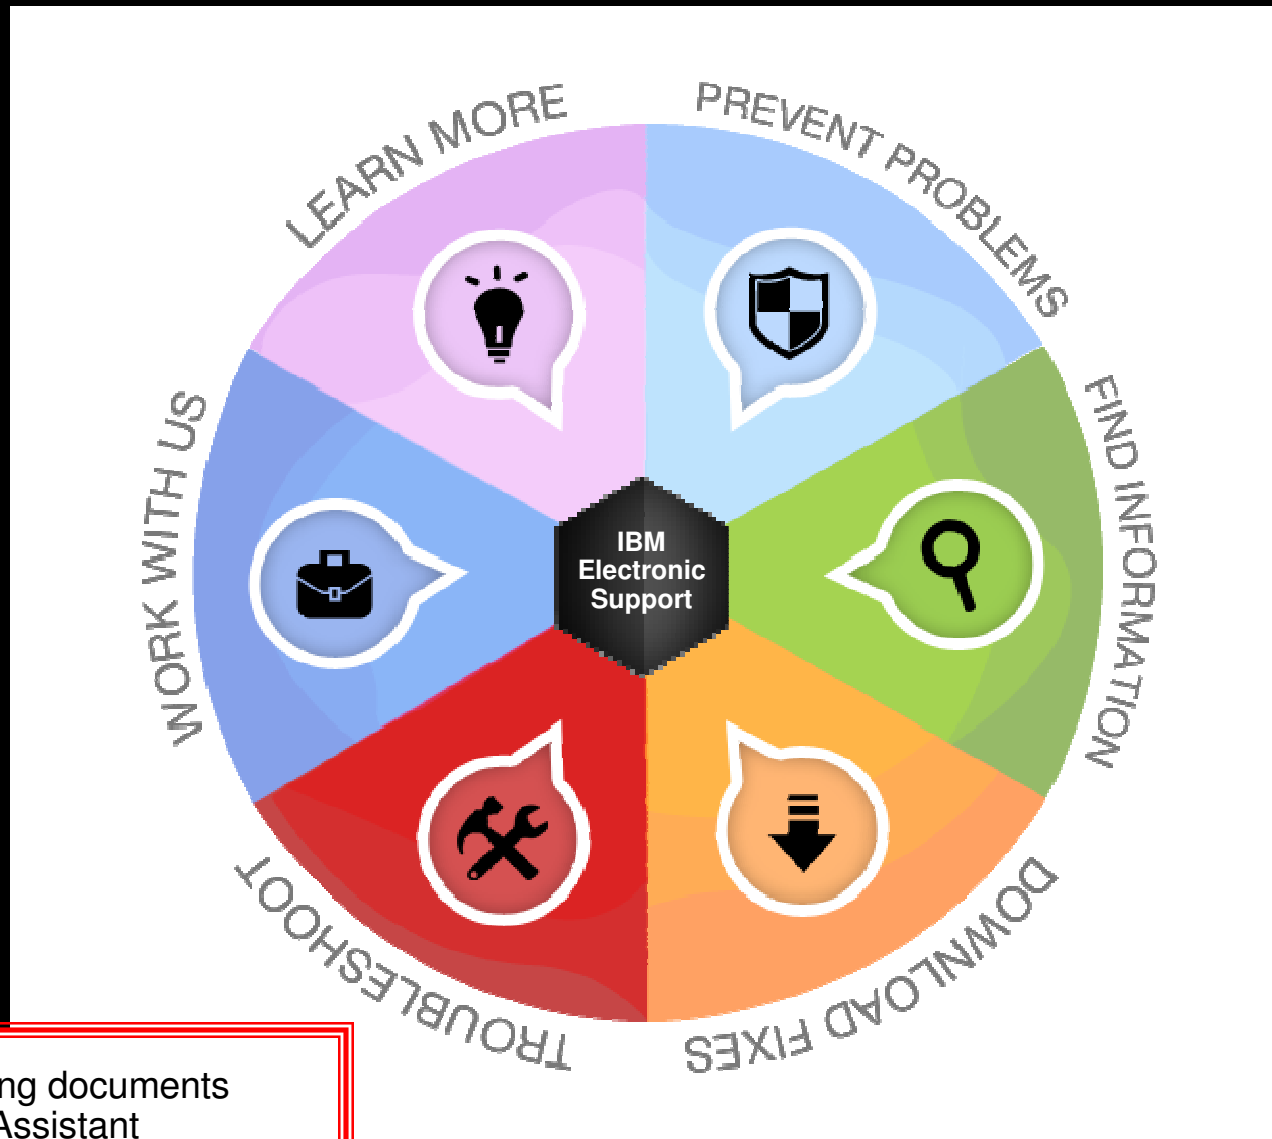 LEARN MORE
PREVENT PROBLEMS
WORK WITH US
FIND INFORMATION
IBM
Electronic
Support
TROUBLESHOOT
DOWNLOAD FIXES
ng documents
Assistant